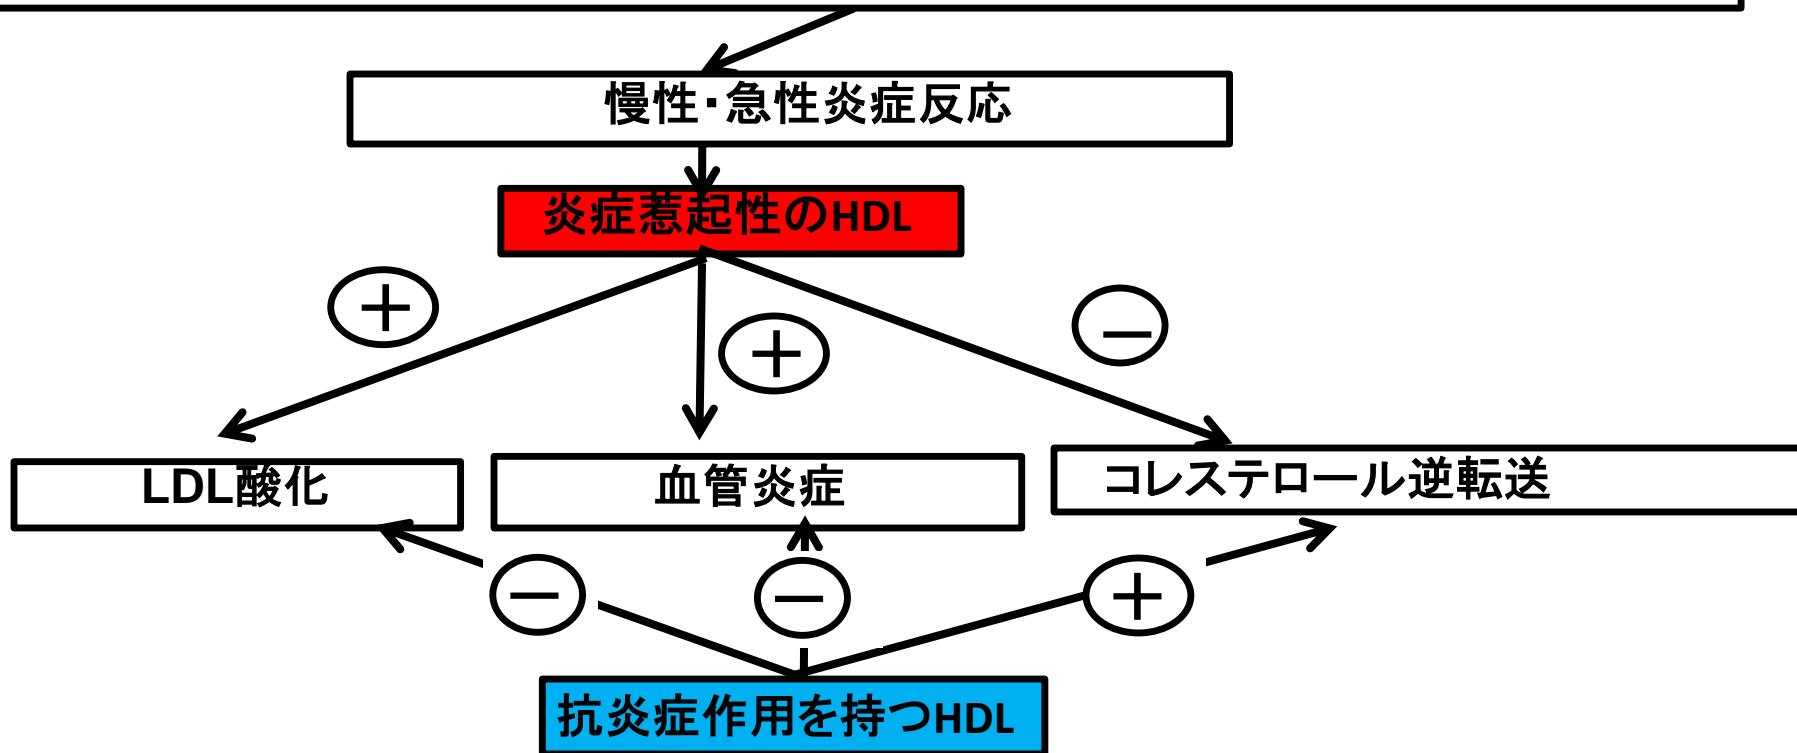 慢性・急性炎症反応
炎症惹起性のHDL
＋
＋
－
LDL酸化
血管炎症
コレステロール逆転送
－
－
＋
抗炎症作用を持つHDL